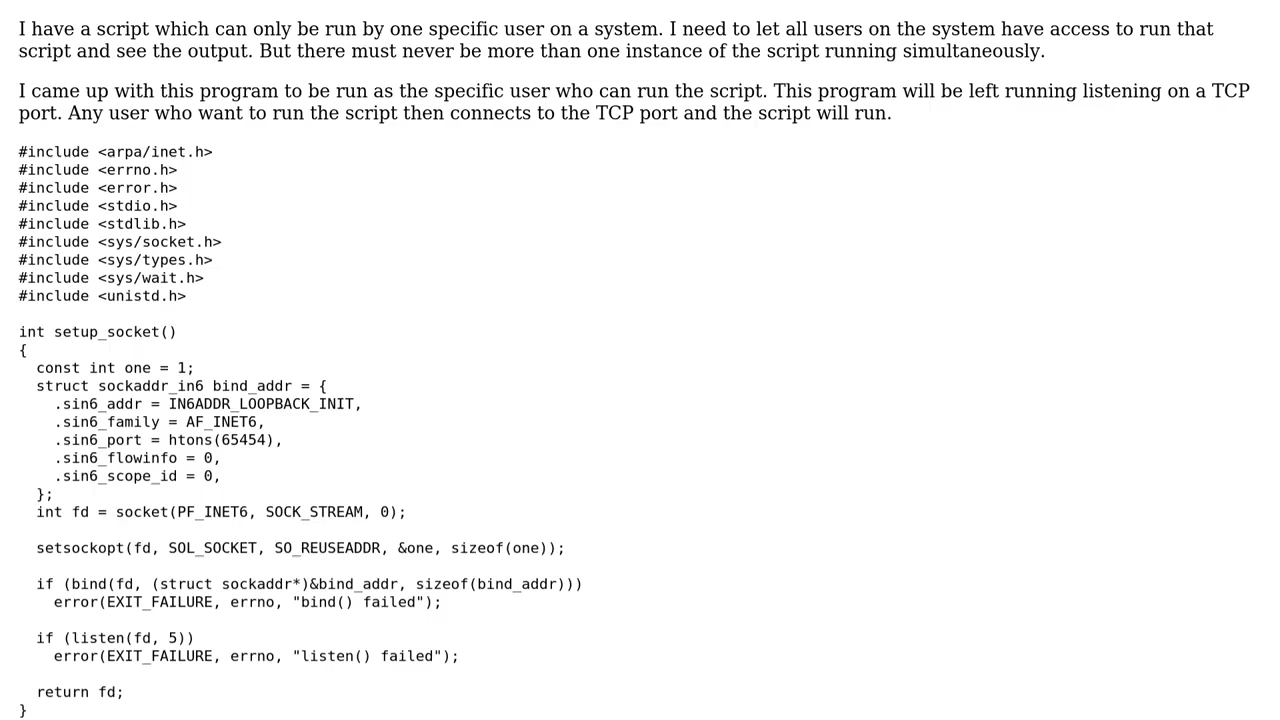 I have a script which can only be run by one specific user on a system. I need to let all users on the system have access to run that
script and see the output. But there must never be more than one instance of the script running simultaneously.
I came up with this program to be run as the specific user who can run the script. This program will be left running listening on a TCP
port. Any user who want to run the script then connects to the TCP port and the script will run.
#include <arpa/inet.h>
#include <errno.h>
#include <error.h>
#include <stdio.h>
#include <stdlib.h>
#include <sys/socket.h>
#include <sys/types.h>
#include <sys/wait.h>
#include <unistd.h>
int setup_socket()
{
  const int one = 1;
  struct sockaddr_in6 bind_addr = {
    .sin6_addr = IN6ADDR_LOOPBACK_INIT,
    .sin6_family = AF_INET6,
    .sin6_port = htons(65454),
    .sin6_flowinfo = 0,
    .sin6_scope_id = 0,
  };
  int fd = socket(PF_INET6, SOCK_STREAM, 0);
  setsockopt(fd, SOL_SOCKET, SO_REUSEADDR, &one, sizeof(one));
  if (bind(fd, (struct sockaddr*)&bind_addr, sizeof(bind_addr)))
    error(EXIT_FAILURE, errno, "bind() failed");
  if (listen(fd, 5))
    error(EXIT_FAILURE, errno, "listen() failed");
  return fd;
}